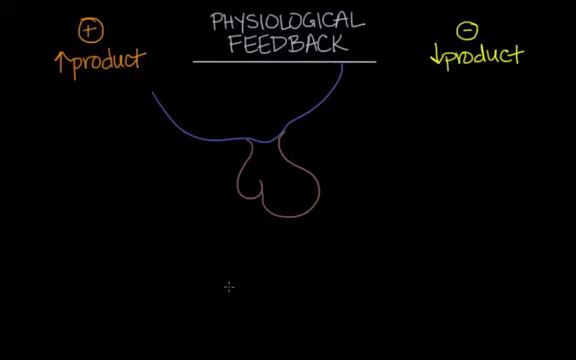 +
↑product
PHYSIOLOGICAL
FEEDBACK
-
↓product